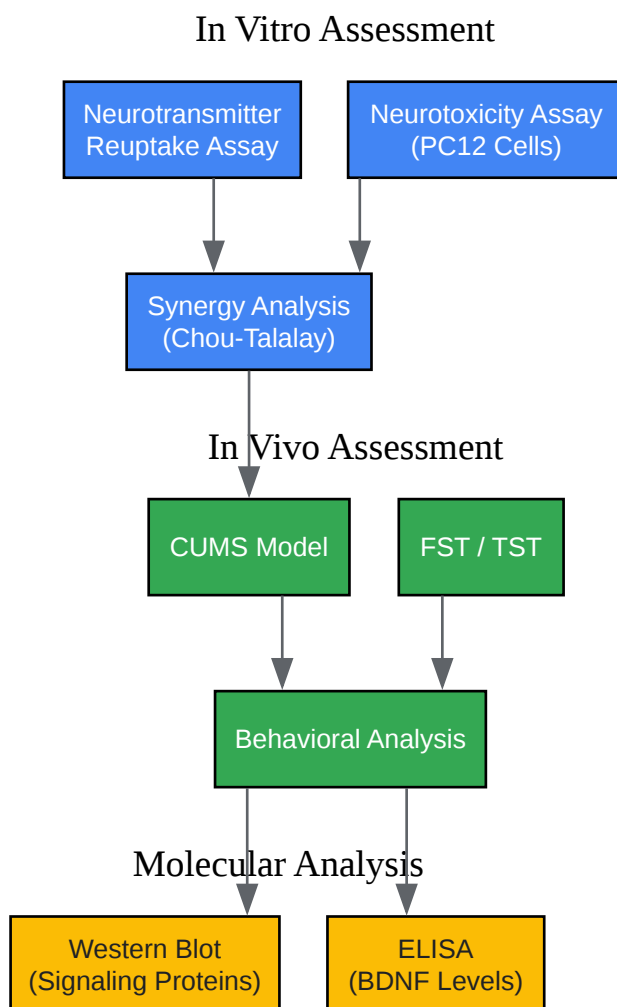 In Vitro Assessment
Neurotransmitter
Reuptake Assay
Neurotoxicity Assay
(PC12 Cells)
Synergy Analysis
(Chou-Talalay)
In Vivo Assessment
CUMS Model
FST / TST
Behavioral Analysis
Molecular Analysis
Western Blot
(Signaling Proteins)
ELISA
(BDNF Levels)